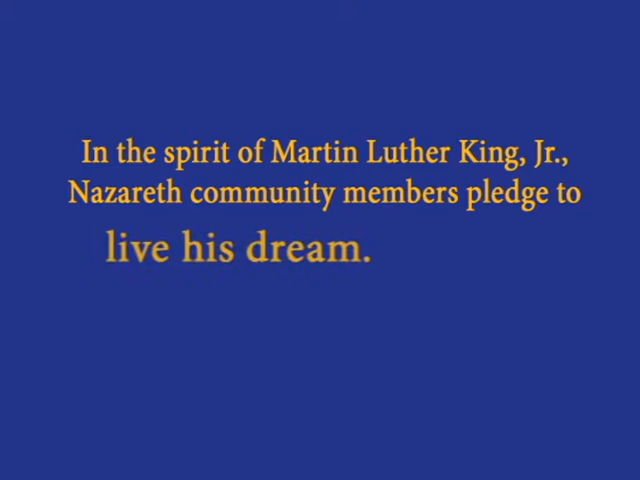 In the spirit of Martin Luther King, Jr.,
Nazareth community members pledge to
live his dream.